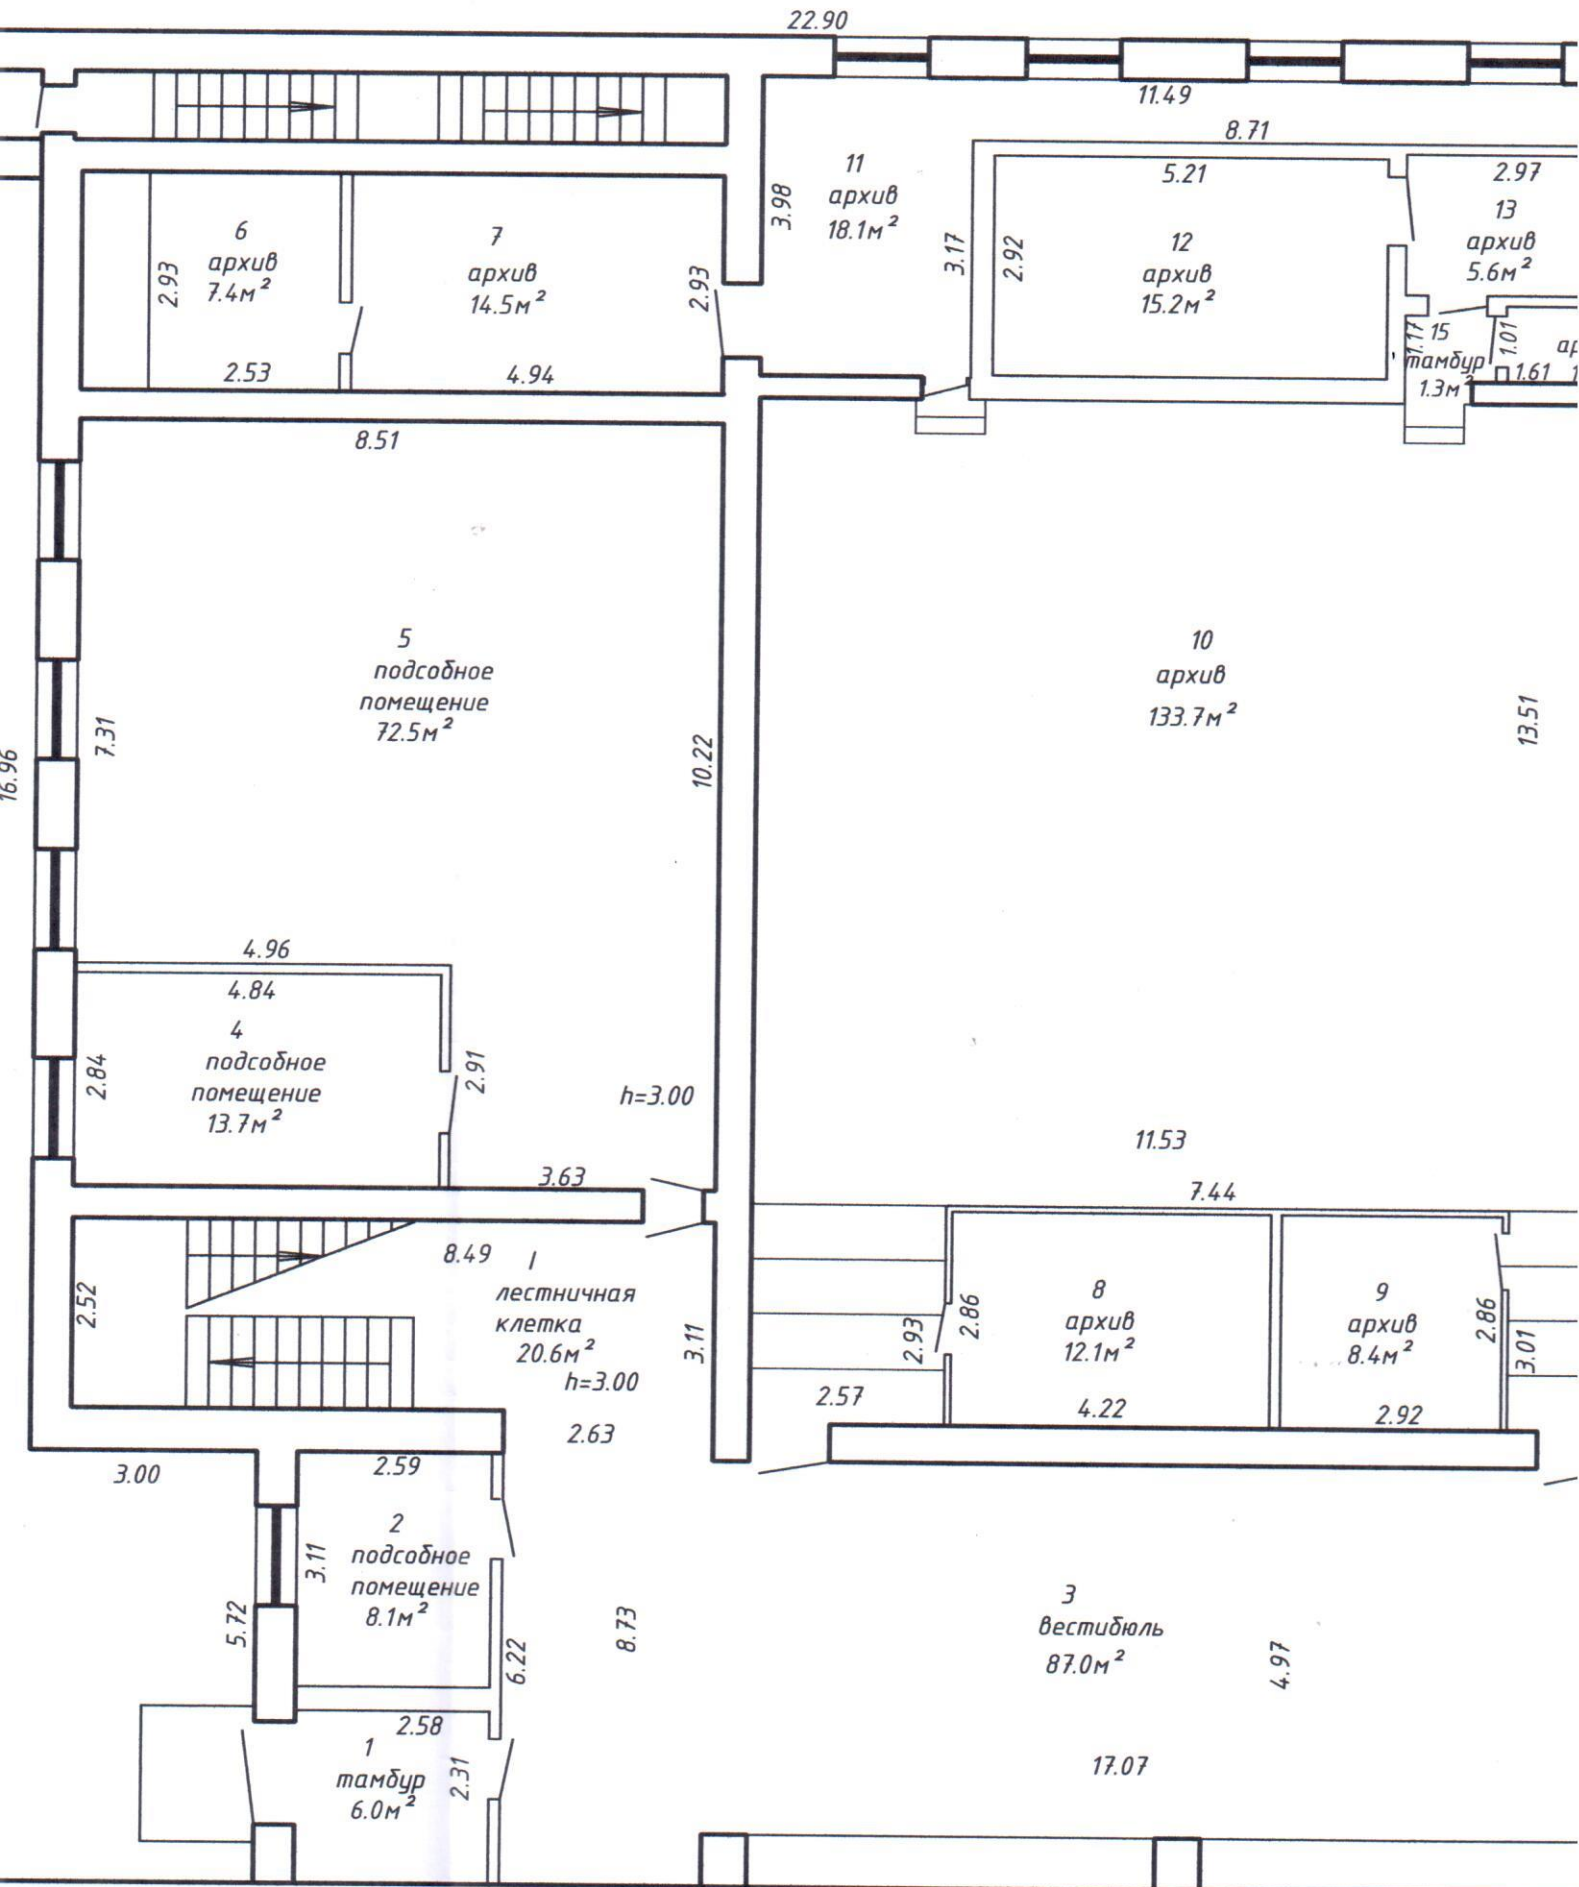 22.90
11.49
8.71
5.21
2.97
11
архив
18.1м²
3.98
3.17
2.92
12
архив
15.2м²
13
архив
5.6м²
6
архив
7.4м²
2.93
2.53
7
архив
14.5м²
2.93
4.94
1.17
15
тамбур
1.3м²
1.01
1.61
8.51
5
подсобное
помещение
72.5м²
7.31
16.96
10.22
10
архив
133.7м²
13.51
4.96
4.84
4
подсобное
помещение
13.7м²
2.84
2.91
h=3.00
3.63
11.53
7.44
8.49
I
лестничная
клетка
20.6м²
h=3.00
2.52
3.11
2.63
2.93
2.86
8
архив
12.1м²
4.22
2.57
9
архив
8.4м²
2.86
3.01
2.92
3.00
2.59
2
подсобное
помещение
8.1м²
3.11
5.72
6.22
8.73
3
вестибюль
87.0м²
4.97
2.58
1
тамбур
6.0м²
2.31
17.07